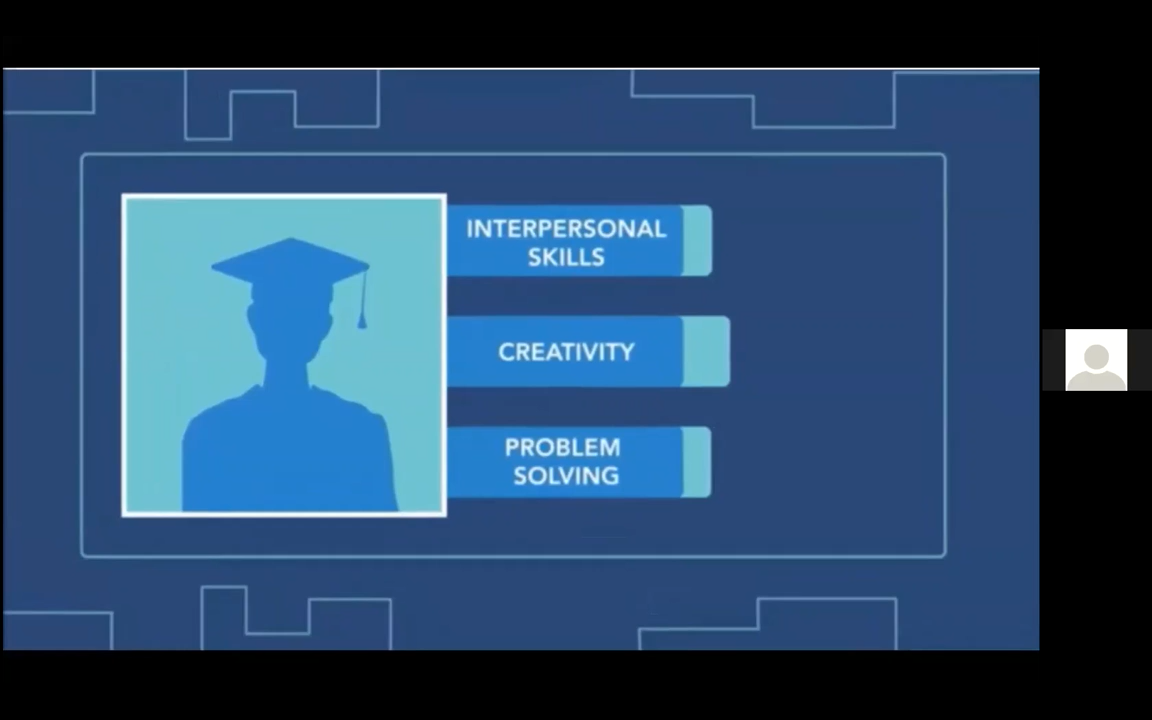 INTERPERSONAL
SKILLS
CREATIVITY
PROBLEM
SOLVING